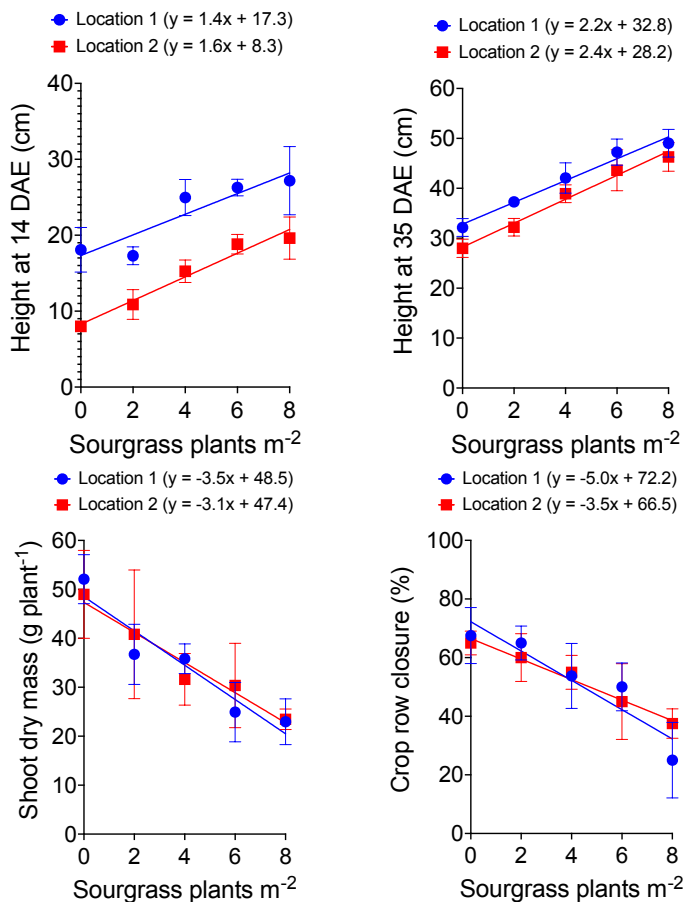 Location 1 (y = 1.4x + 17.3)
Location 2 (y = 1.6x + 8.3)
Height at 14 DAE (cm)
40
30
20
10
0
0 2 4 6 8
Sourgrass plants m⁻²
Location 1 (y = 2.2x + 32.8)
Location 2 (y = 2.4x + 28.2)
Height at 35 DAE (cm)
60
50
40
30
20
10
0
0 2 4 6 8
Sourgrass plants m⁻²
Location 1 (y = -3.5x + 48.5)
Location 2 (y = -3.1x + 47.4)
Shoot dry mass (g plant⁻¹)
60
50
40
30
20
10
0
0 2 4 6 8
Sourgrass plants m⁻²
Location 1 (y = -5.0x + 72.2)
Location 2 (y = -3.5x + 66.5)
Crop row closure (%)
100
80
60
40
20
0
0 2 4 6 8
Sourgrass plants m⁻²